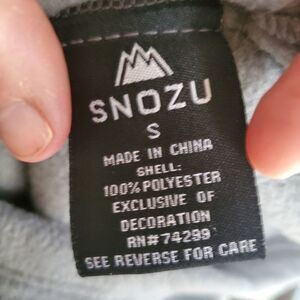 SNOZU
S
MADE IN CHINA
SHELL:
100% POLYESTER
EXCLUSIVE OF
DECORATION
RN# 74299
SEE REVERSE FOR CARE